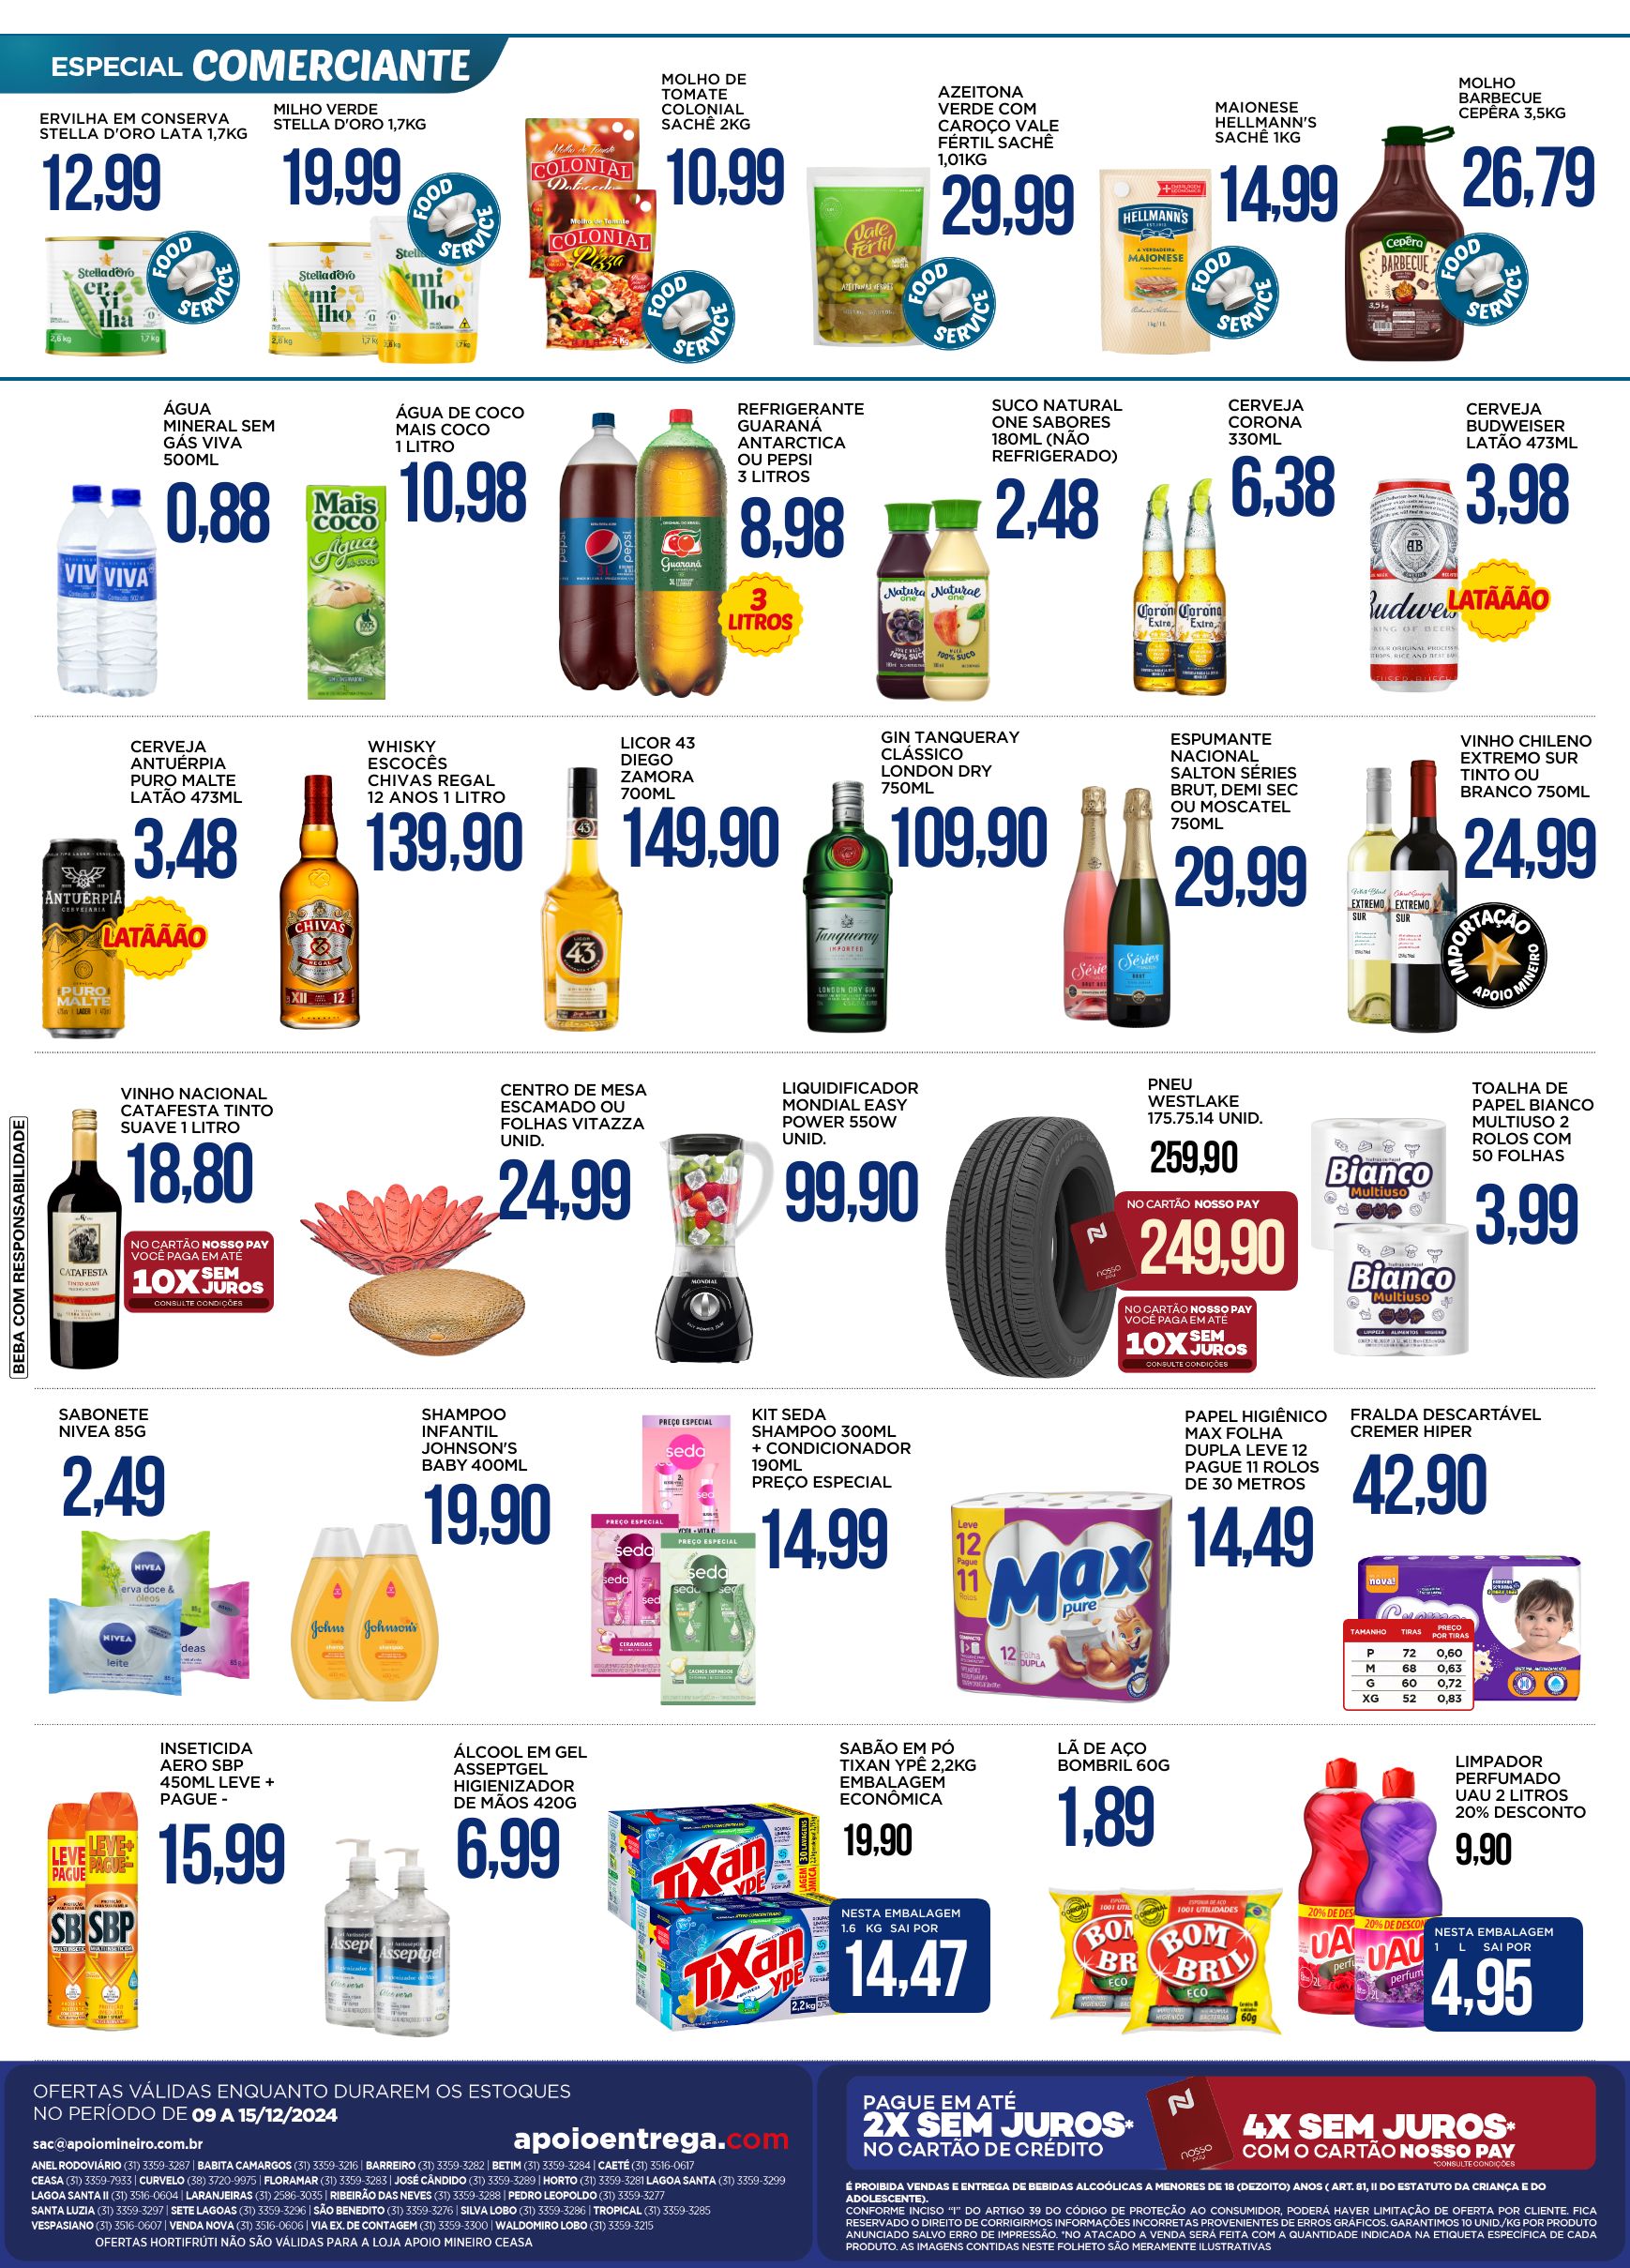 ESPECIAL COMERCIANTE
ERVILHA EM CONSERVA
STELLA D'ORO LATA 1,7KG
12,99
FOOD SERVICE
MILHO VERDE
STELLA D'ORO 1,7KG
19,99
FOOD SERVICE
MOLHO DE
TOMATE
COLONIAL
SACHÊ 2KG
10,99
FOOD SERVICE
AZEITONA
VERDE COM
CAROÇO VALE
FÉRTIL SACHÊ
1,01KG
29,99
FOOD SERVICE
MAIONESE
HELLMANN'S
SACHÊ 1KG
14,99
FOOD SERVICE
MOLHO
BARBECUE
CEPÊRA 3,5KG
26,79
FOOD SERVICE
ÁGUA
MINERAL SEM
GÁS VIVA
500ML
0,88
ÁGUA DE COCO
MAIS COCO
1 LITRO
10,98
REFRIGERANTE
GUARANÁ
ANTARCTICA
OU PEPSI
3 LITROS
8,98
3
LITROS
SUCO NATURAL
ONE SABORES
180ML (NÃO
REFRIGERADO)
2,48
CERVEJA
CORONA
330ML
6,38
CERVEJA
BUDWEISER
LATÃO 473ML
3,98
LATÃÃÃO
CERVEJA
ANTUÉRPIA
PURO MALTE
LATÃO 473ML
3,48
LATÃÃÃO
WHISKY
ESCOCÊS
CHIVAS REGAL
12 ANOS 1 LITRO
139,90
LICOR 43
DIEGO
ZAMORA
700ML
149,90
GIN TANQUERAY
CLÁSSICO
LONDON DRY
750ML
109,90
ESPUMANTE
NACIONAL
SALTON SÉRIES
BRUT, DEMI SEC
OU MOSCATEL
750ML
29,99
VINHO CHILENO
EXTREMO SUR
TINTO OU
BRANCO 750ML
24,99
IMPORTAÇÃO
APOIO MINEIRO
BEBA COM RESPONSABILIDADE
VINHO NACIONAL
CATAFESTA TINTO
SUAVE 1 LITRO
18,80
NO CARTÃO NOSSO PAY
VOCÊ PAGA EM ATÉ
10X SEM JUROS
CONSULTE CONDIÇÕES
CENTRO DE MESA
ESCAMADO OU
FOLHAS VITAZZA
UNID.
24,99
LIQUIDIFICADOR
MONDIAL EASY
POWER 550W
UNID.
99,90
PNEU
WESTLAKE
175.75.14 UNID.
259,90
NO CARTÃO NOSSO PAY
249,90
NO CARTÃO NOSSO PAY
VOCÊ PAGA EM ATÉ
10X SEM JUROS
CONSULTE CONDIÇÕES
TOALHA DE
PAPEL BIANCO
MULTIUSO 2
ROLOS COM
50 FOLHAS
3,99
SABONETE
NIVEA 85G
2,49
SHAMPOO
INFANTIL
JOHNSON'S
BABY 400ML
19,90
KIT SEDA
SHAMPOO 300ML
+ CONDICIONADOR
190ML
PREÇO ESPECIAL
14,99
PAPEL HIGIÊNICO
MAX FOLHA
DUPLA LEVE 12
PAGUE 11 ROLOS
DE 30 METROS
14,49
FRALDA DESCARTÁVEL
CREMER HIPER
42,90
TAMANHO TIRAS PREÇO POR TIRAS
P 72 0,60
M 68 0,63
G 60 0,72
XG 52 0,83
INSETICIDA
AERO SBP
450ML LEVE +
PAGUE -
15,99
ÁLCOOL EM GEL
ASSEPTGEL
HIGIENIZADOR
DE MÃOS 420G
6,99
SABÃO EM PÓ
TIXAN YPÊ 2,2KG
EMBALAGEM
ECONÔMICA
19,90
NESTA EMBALAGEM
1.6 KG SAI POR
14,47
LÃ DE AÇO
BOMBRIL 60G
1,89
LIMPADOR
PERFUMADO
UAU 2 LITROS
20% DESCONTO
9,90
NESTA EMBALAGEM
1 L SAI POR
4,95
OFERTAS VÁLIDAS ENQUANTO DURAREM OS ESTOQUES
NO PERÍODO DE 09 A 15/12/2024
sac@apoiomineiro.com.br
apoioentrega.com
ANEL RODOVIÁRIO (31) 3359-3287 | BABITA CAMARGOS (31) 3359-3216 | BARREIRO (31) 3359-3282 | BETIM (31) 3359-3284 | CAETÉ (31) 3516-0617
CEASA (31) 3359-7933 | CURVELO (38) 3720-9975 | FLORAMAR (31) 3359-3283 | JOSÉ CÂNDIDO (31) 3359-3289 | HORTO (31) 3359-3281 LAGOA SANTA (31) 3359-3299
LAGOA SANTA II (31) 3516-0604 | LARANJEIRAS (31) 2586-3035 | RIBEIRÃO DAS NEVES (31) 3359-3288 | PEDRO LEOPOLDO (31) 3359-3277
SANTA LUZIA (31) 3359-3297 | SETE LAGOAS (31) 3359-3296 | SÃO BENEDITO (31) 3359-3276 | SILVA LOBO (31) 3359-3286 | TROPICAL (31) 3359-3285
VESPASIANO (31) 3516-0607 | VENDA NOVA (31) 3516-0606 | VIA EX. DE CONTAGEM (31) 3359-3300 | WALDOMIRO LOBO (31) 3359-3215
OFERTAS HORTIFRÚTI NÃO SÃO VÁLIDAS PARA A LOJA APOIO MINEIRO CEASA
PAGUE EM ATÉ
2X SEM JUROS*
NO CARTÃO DE CRÉDITO
nosso pay
4X SEM JUROS*
COM O CARTÃO NOSSO PAY
*CONSULTE CONDIÇÕES
É PROIBIDA VENDAS E ENTREGA DE BEBIDAS ALCOÓLICAS A MENORES DE 18 (DEZOITO) ANOS ( ART. 81, II DO ESTATUTO DA CRIANÇA E DO
ADOLESCENTE).
CONFORME INCISO “I” DO ARTIGO 39 DO CÓDIGO DE PROTEÇÃO AO CONSUMIDOR, PODERÁ HAVER LIMITAÇÃO DE OFERTA POR CLIENTE. FICA
RESERVADO O DIREITO DE CORRIGIRMOS INFORMAÇÕES INCORRETAS PROVENIENTES DE ERROS GRÁFICOS. GARANTIMOS 10 UNID./KG POR PRODUTO
ANUNCIADO SALVO ERRO DE IMPRESSÃO. *NO ATACADO A VENDA SERÁ FEITA COM A QUANTIDADE INDICADA NA ETIQUETA ESPECÍFICA DE CADA
PRODUTO. AS IMAGENS CONTIDAS NESTE FOLHETO SÃO MERAMENTE ILUSTRATIVAS